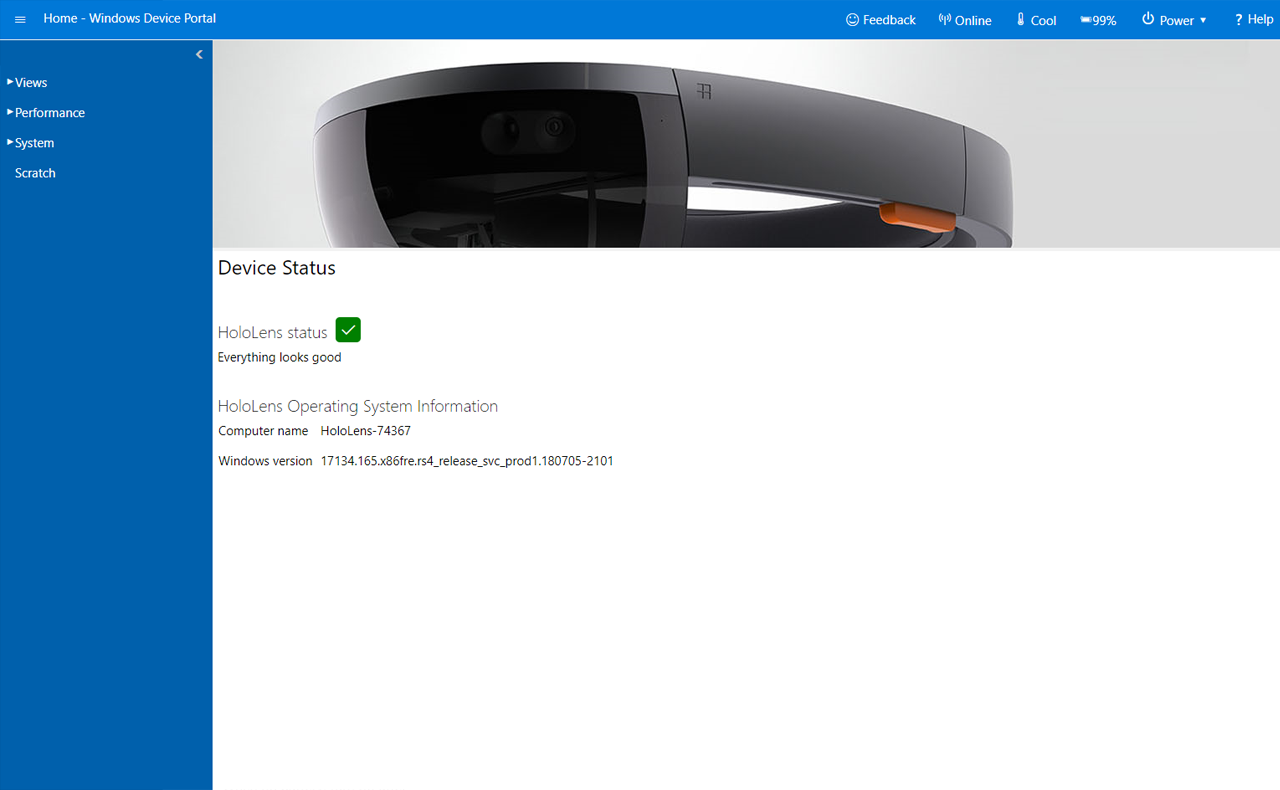 Home - Windows Device Portal
Feedback Online Cool 99% Power ? Help
Views
Performance
System
Scratch
Device Status
HoloLens status
Everything looks good
HoloLens Operating System Information
Computer name HoloLens-74367
Windows version 17134.165.x86fre.rs4_release_svc_prod1.180705-2101